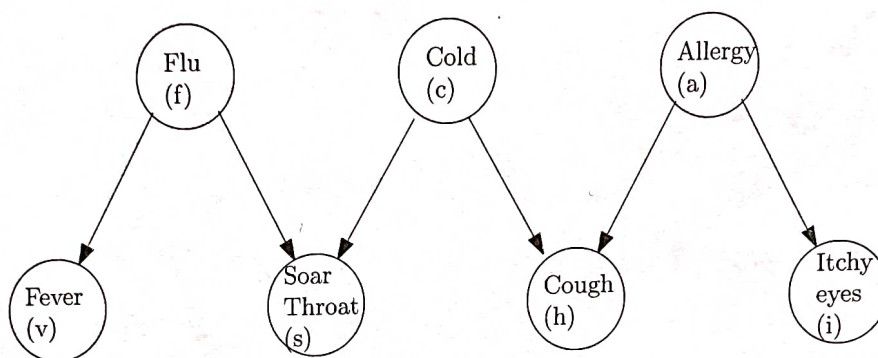 Flu
(f)
Cold
(c)
Allergy
(a)
Fever
(v)
Soar
Throat
(s)
Cough
(h)
Itchy
eyes
(i)